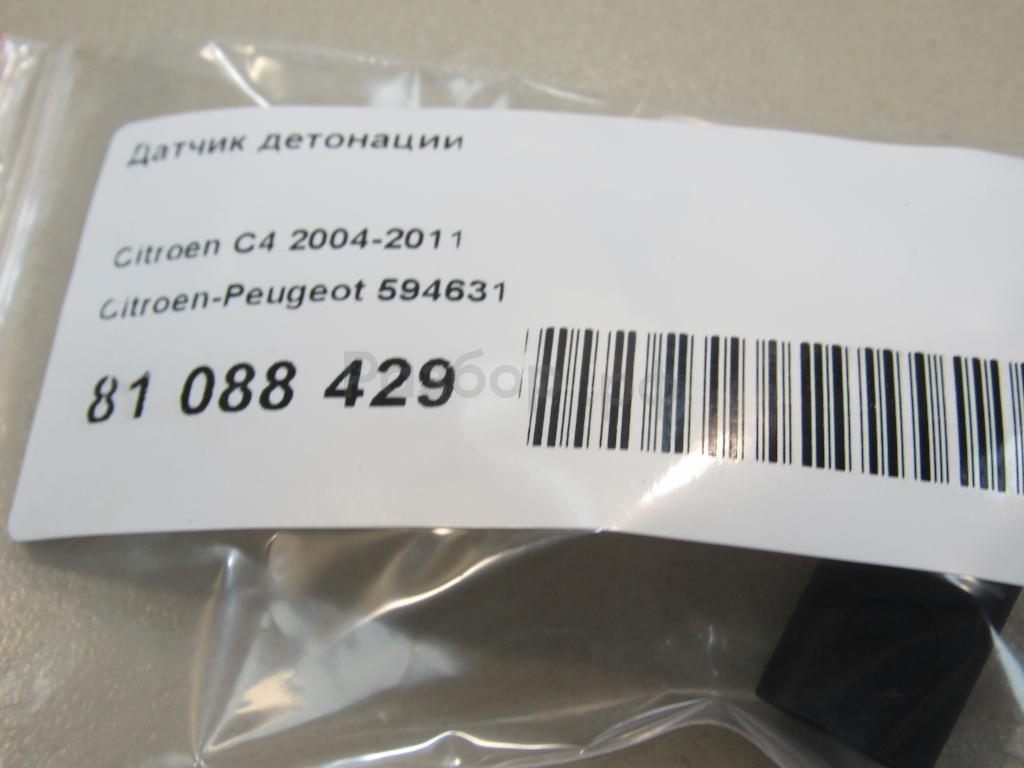 Датчик детонации
Citroen C4 2004-2011
Citroen-Peugeot 594631
81 088 429